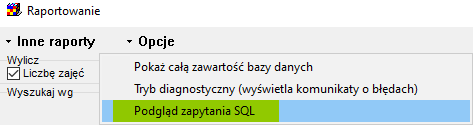 Raportowanie
Inne raporty
Opcje
Wylicz
Liczbę zajęć
Wyszukaj wg
Pokaż całą zawartość bazy danych
Tryb diagnostyczny (wyświetla komunikaty o błędach)
Podgląd zapytania SQL